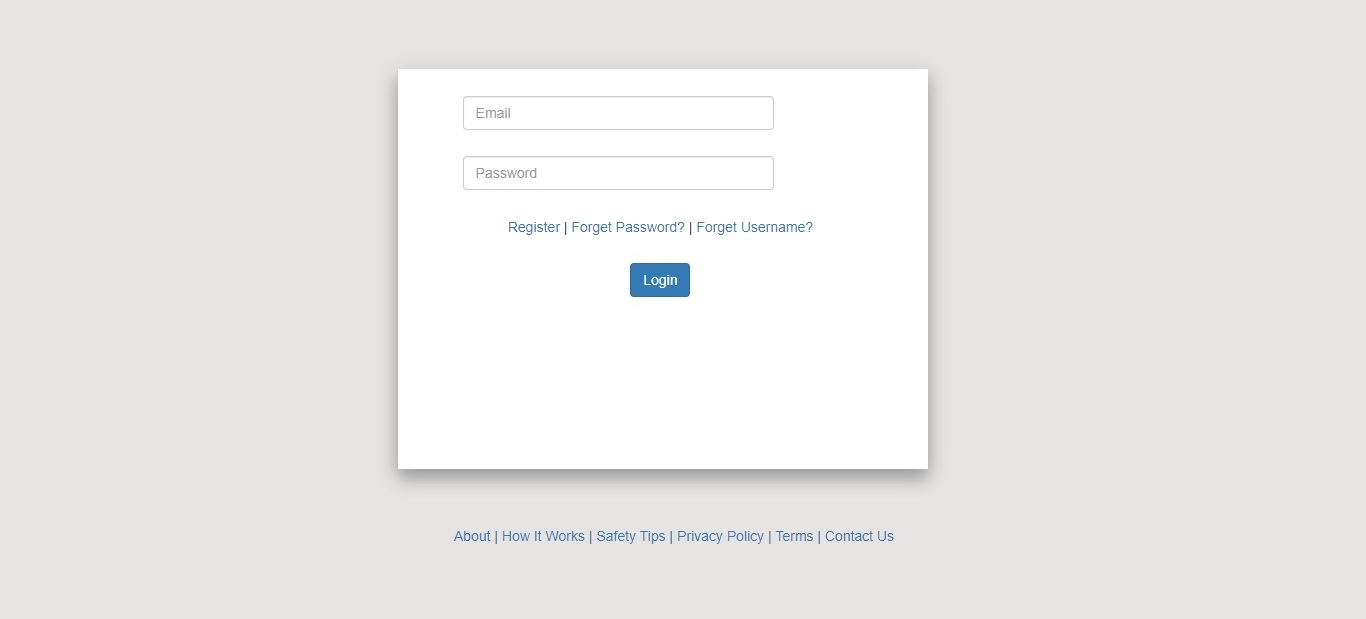 Email
Password
Register | Forget Password? | Forget Username?
Login
About | How It Works | Safety Tips | Privacy Policy | Terms | Contact Us